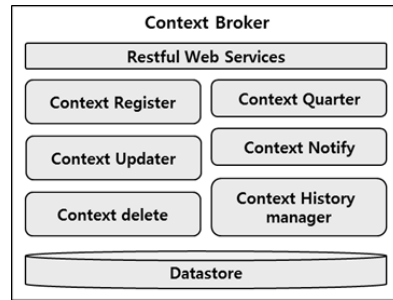 Context Broker
Restful Web Services
Context Register
Context Quarter
Context Updater
Context Notify
Context delete
Context History
manager
Datastore